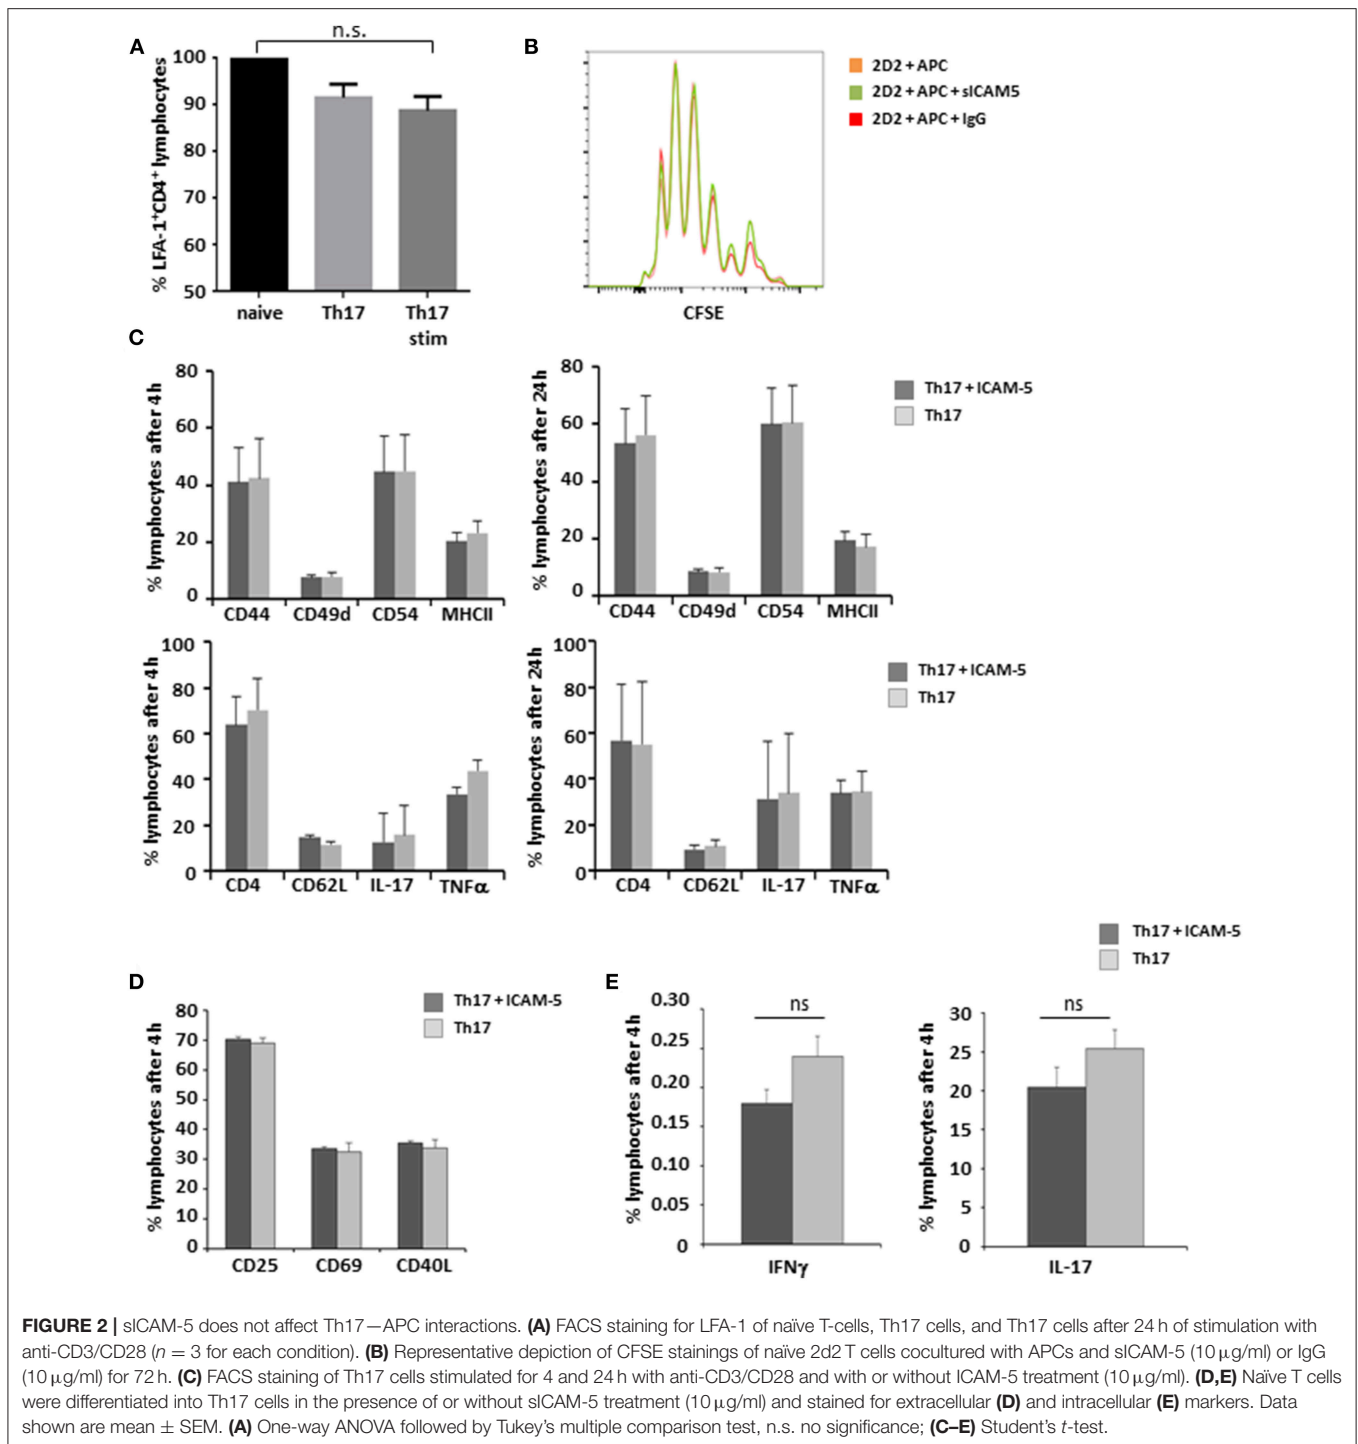 A
n.s.
% LFA-1⁺CD4⁺ lymphocytes
100
90
80
70
60
50
naive
Th17
Th17
stim
B
CFSE
2D2 + APC
2D2 + APC + sICAM5
2D2 + APC + IgG
C
% lymphocytes after 4h
80
60
40
20
0
CD44
CD49d
CD54
MHCII
% lymphocytes after 24h
80
60
40
20
0
CD44
CD49d
CD54
MHCII
Th17 + ICAM-5
Th17
% lymphocytes after 4h
100
80
60
40
20
0
CD4
CD62L
IL-17
TNFα
% lymphocytes after 24h
100
80
60
40
20
0
CD4
CD62L
IL-17
TNFα
Th17 + ICAM-5
Th17
D
% lymphocytes after 4h
80
70
60
50
40
30
20
10
0
CD25
CD69
CD40L
Th17 + ICAM-5
Th17
E
Th17 + ICAM-5
Th17
% lymphocytes after 4h
0.30
0.25
0.20
0.15
0.10
0.05
0
ns
IFNγ
% lymphocytes after 4h
30
25
20
15
10
5
0
ns
IL-17
FIGURE 2 | sICAM-5 does not affect Th17—APC interactions. (A) FACS staining for LFA-1 of naïve T-cells, Th17 cells, and Th17 cells after 24 h of stimulation with
anti-CD3/CD28 (n = 3 for each condition). (B) Representative depiction of CFSE stainings of naïve 2d2 T cells cocultured with APCs and sICAM-5 (10 μg/ml) or IgG
(10 μg/ml) for 72 h. (C) FACS staining of Th17 cells stimulated for 4 and 24 h with anti-CD3/CD28 and with or without ICAM-5 treatment (10 μg/ml). (D,E) Naïve T cells
were differentiated into Th17 cells in the presence of or without sICAM-5 treatment (10 μg/ml) and stained for extracellular (D) and intracellular (E) markers. Data
shown are mean ± SEM. (A) One-way ANOVA followed by Tukey's multiple comparison test, n.s. no significance; (C–E) Student's t-test.